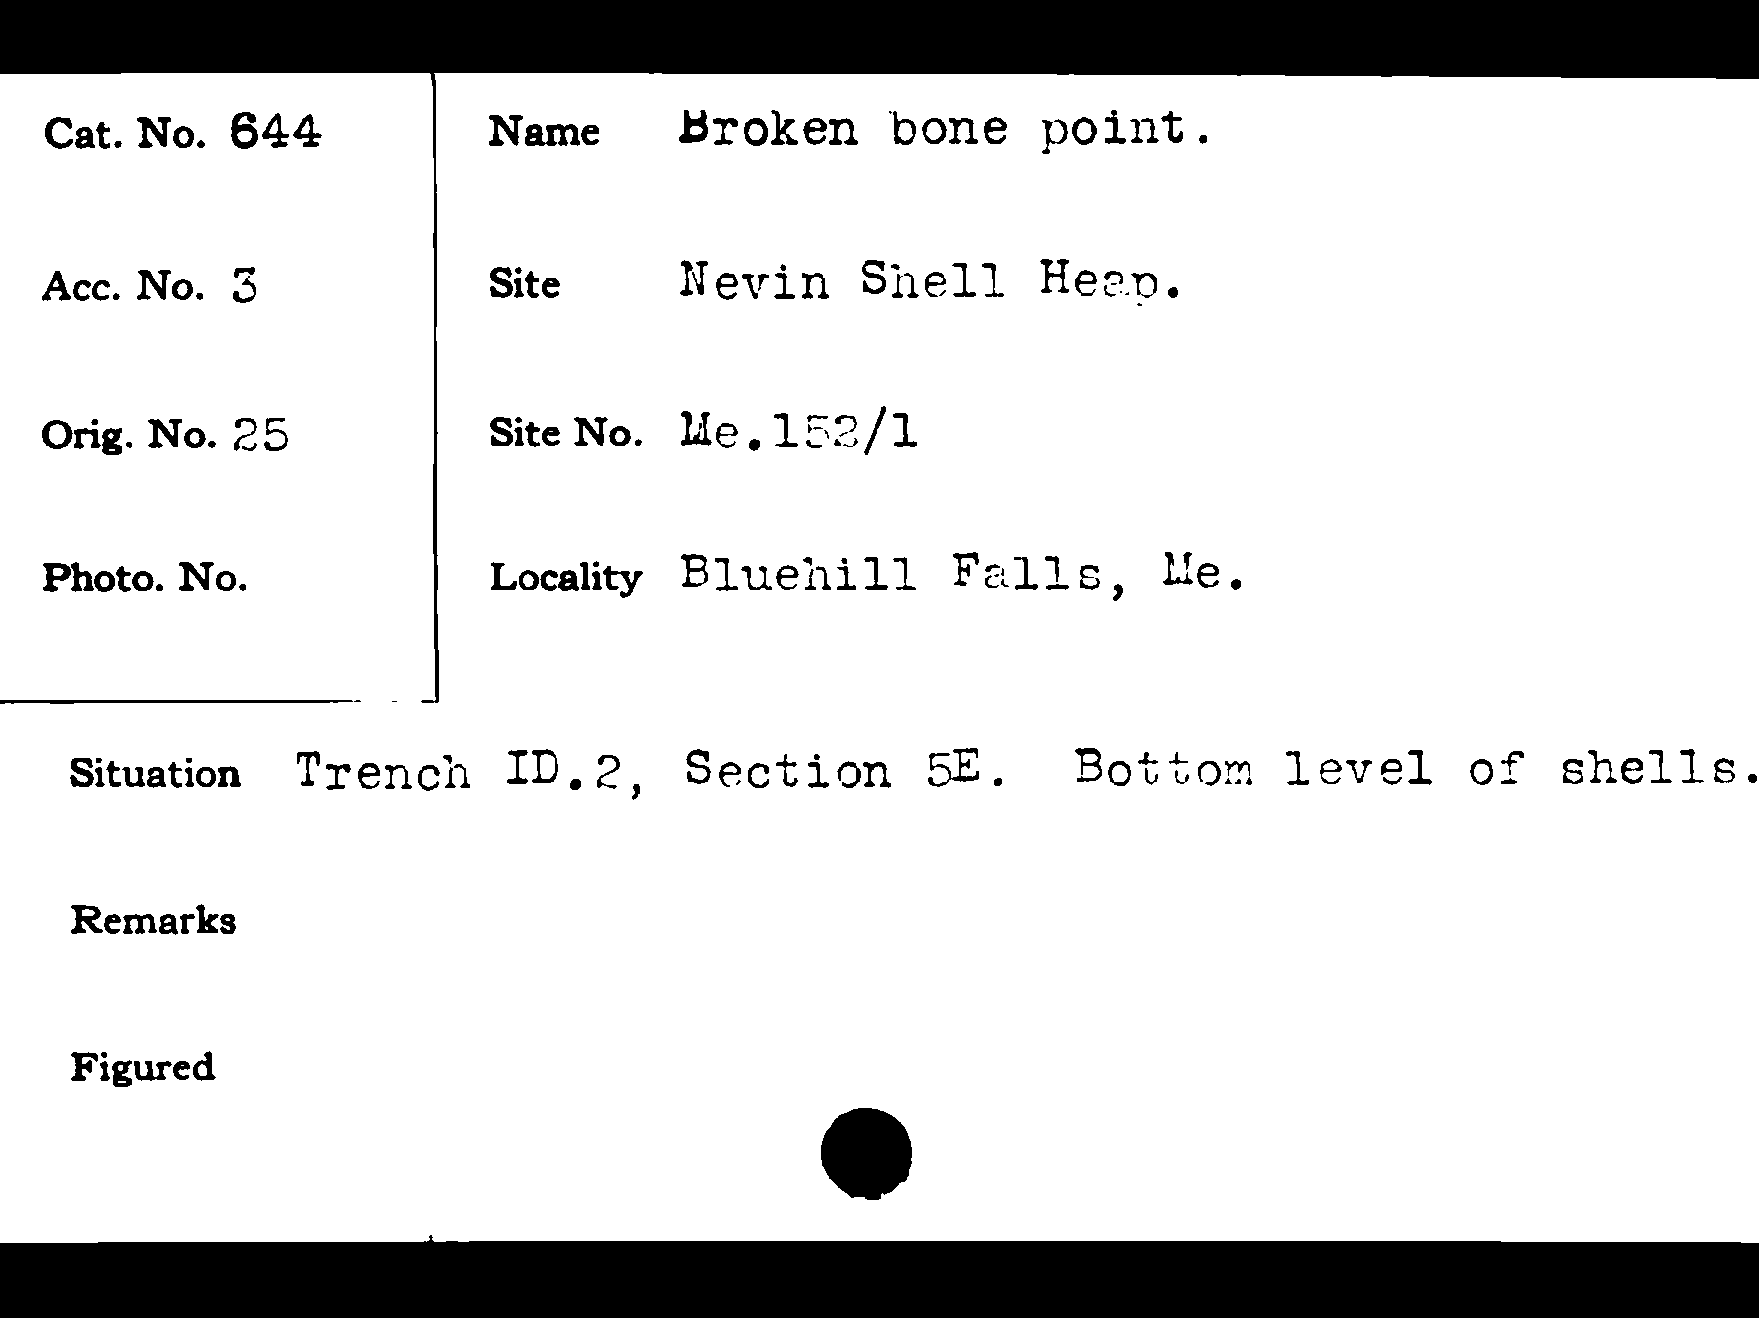 Cat. No. 644
Name Broken bone point.
Acc. No. 3
Site Nevin Shell Heap.
Orig. No. 25
Site No. Me.152/1
Photo. No.
Locality Bluehill Falls, Me.
Situation Trench ID.2, Section 5E. Bottom level of shells.
Remarks
Figured